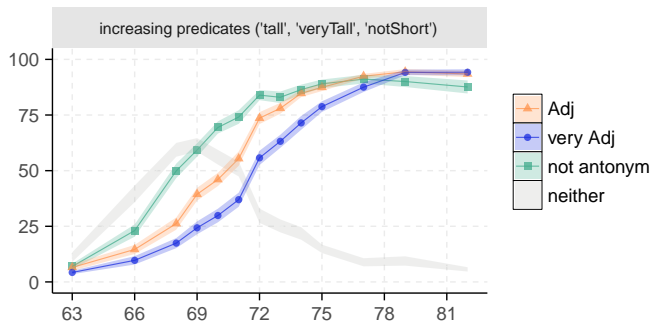 increasing predicates ('tall', 'veryTall', 'notShort')
100
75
50
25
0
63 66 69 72 75 78 81
Adj
very Adj
not antonym
neither